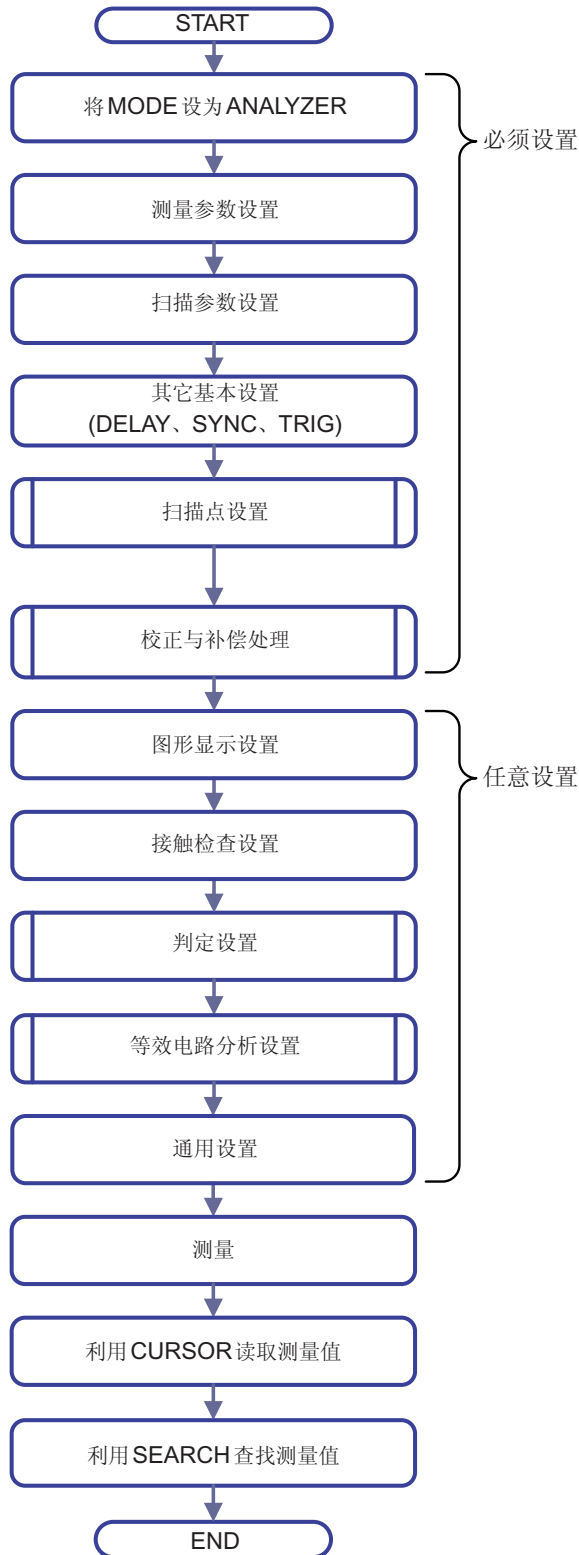 START
将MODE设为ANALYZER
必须设置
测量参数设置
扫描参数设置
其它基本设置
(DELAY、SYNC、TRIG)
扫描点设置
校正与补偿处理
图形显示设置
任意设置
接触检查设置
判定设置
等效电路分析设置
通用设置
测量
利用CURSOR读取测量值
利用SEARCH查找测量值
END